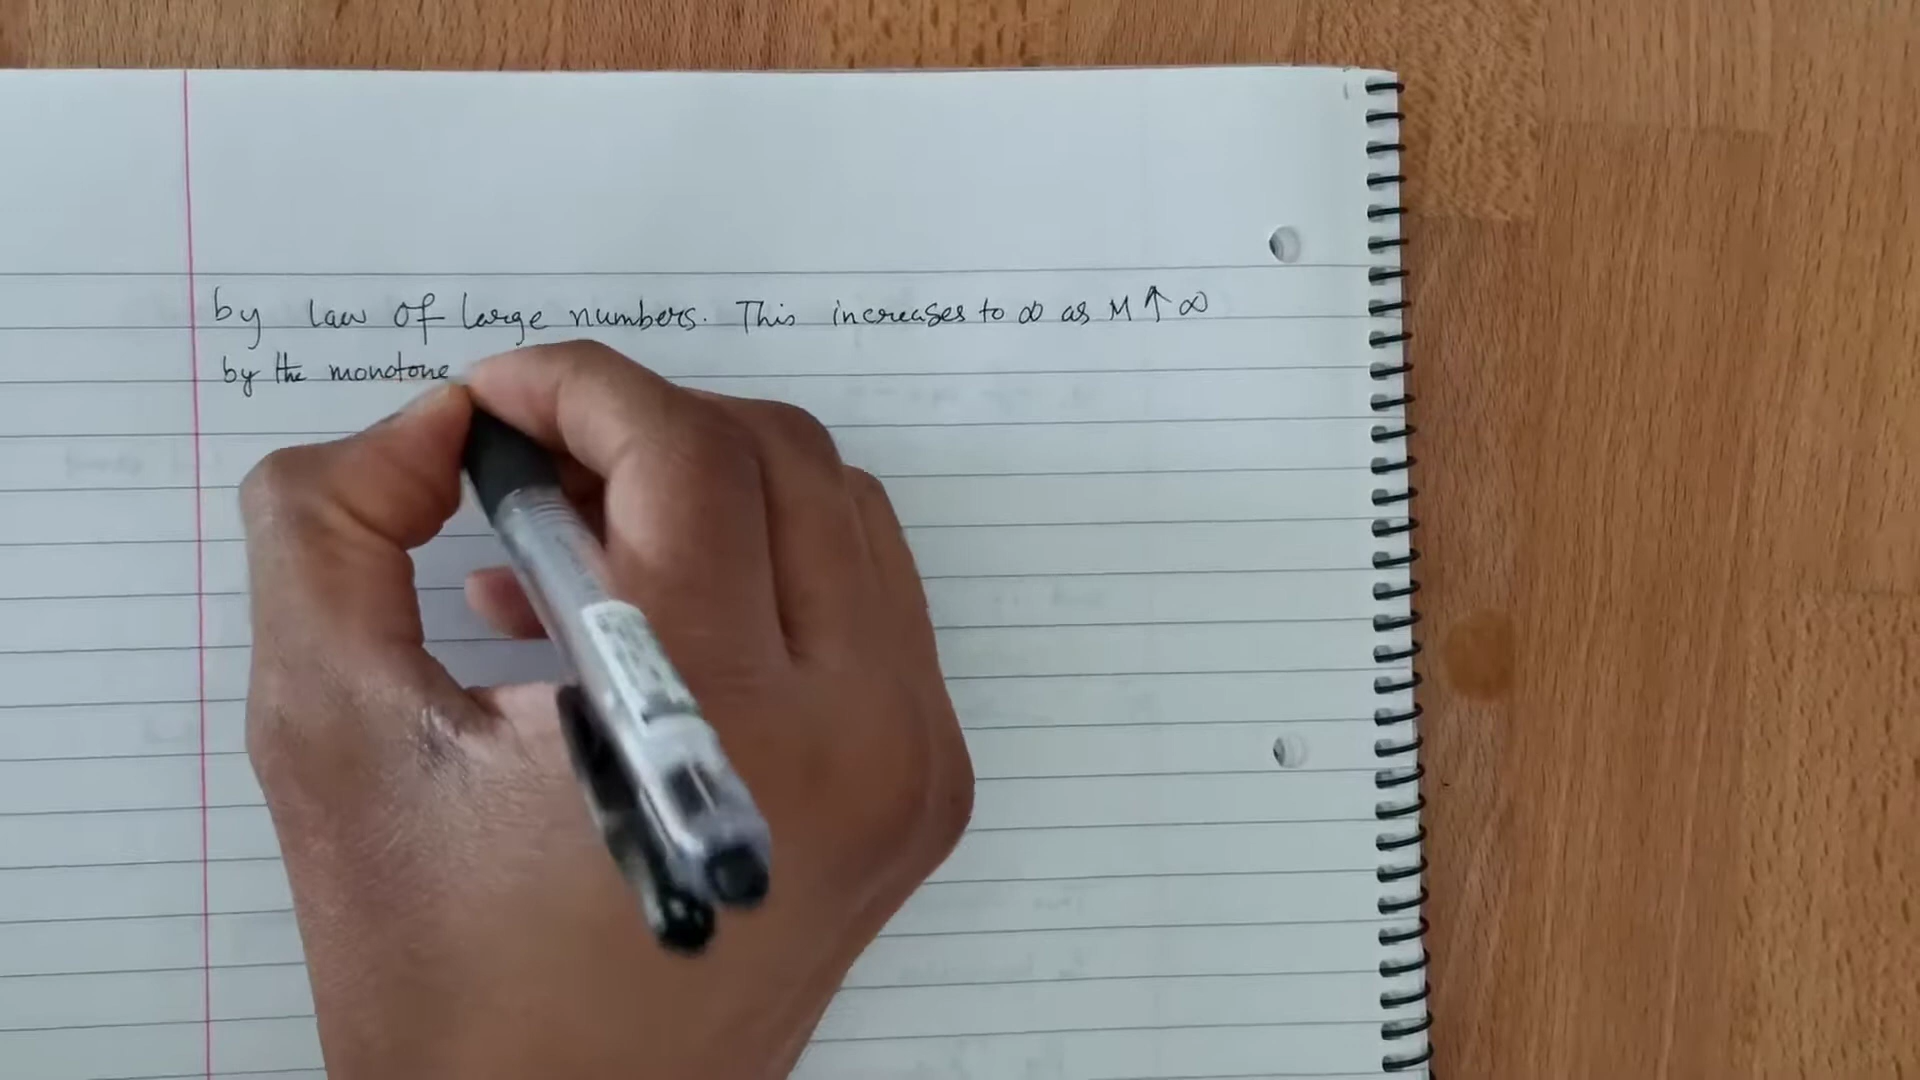 by law of large numbers. This increases to ∞ as M ↑ ∞
by the monotone